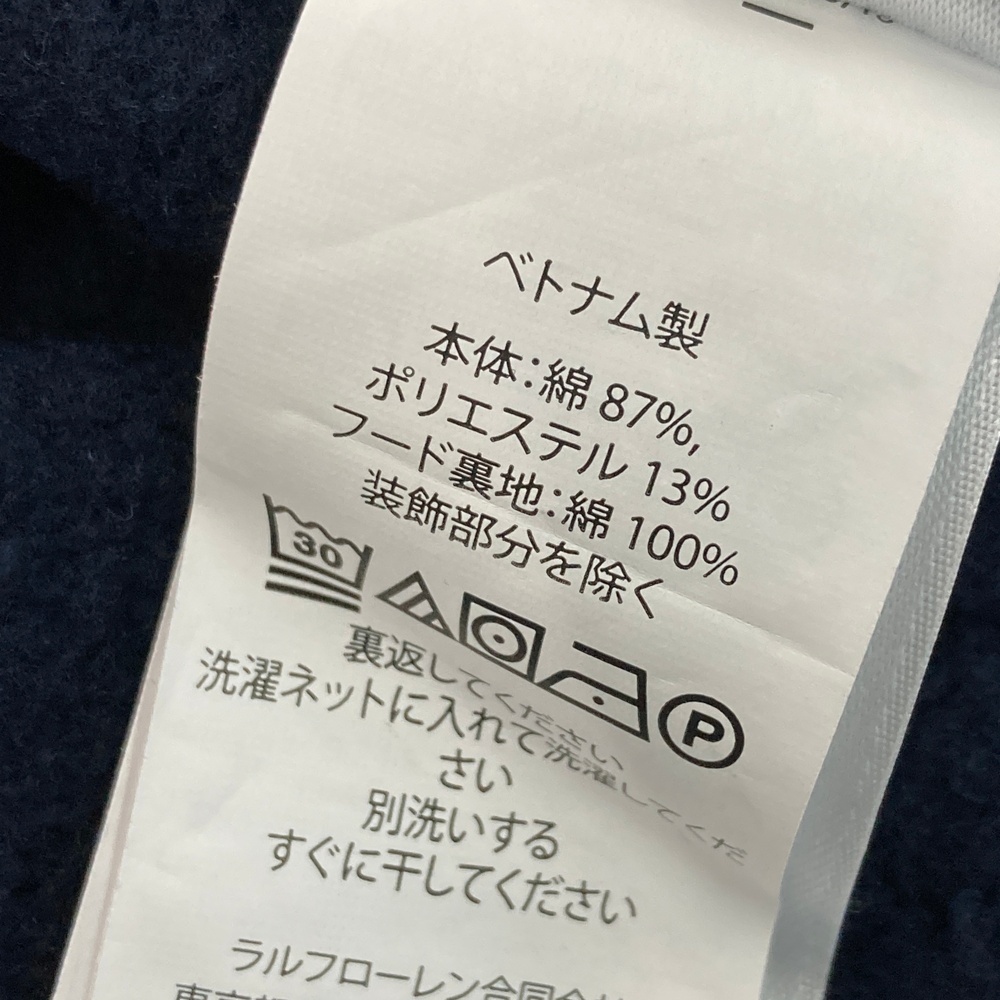 ベトナム製
本体:綿 87%,
ポリエステル 13%
フード裏地:綿 100%
装飾部分を除く
30
P
裏返してください
洗濯ネットに入れて洗濯してくだ
さい
別洗いする
すぐに干してください
ラルフローレン合同会社